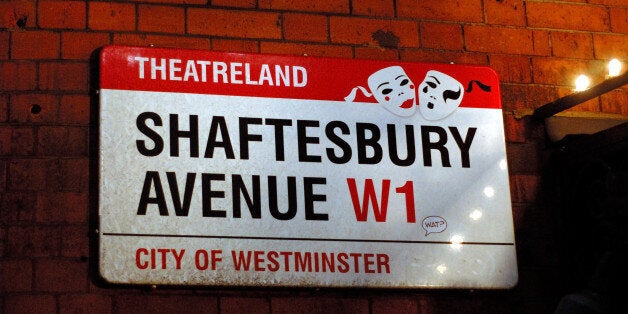 THEATRELAND
SHAFTESBURY
AVENUE W1
WAT?
CITY OF WESTMINSTER